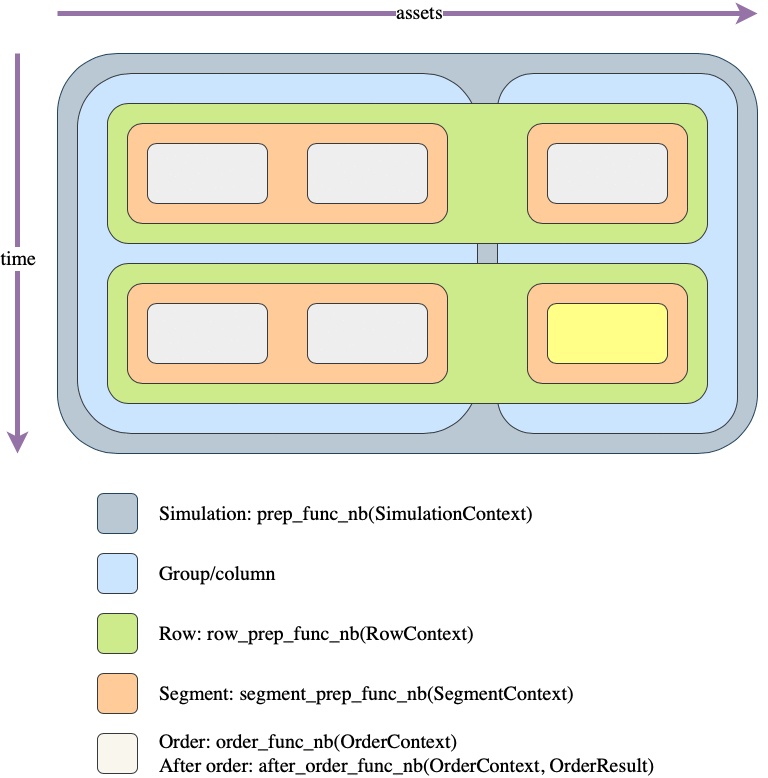 assets
time
Simulation: prep_func_nb(SimulationContext)
Group/column
Row: row_prep_func_nb(RowContext)
Segment: segment_prep_func_nb(SegmentContext)
Order: order_func_nb(OrderContext)
After order: after_order_func_nb(OrderContext, OrderResult)